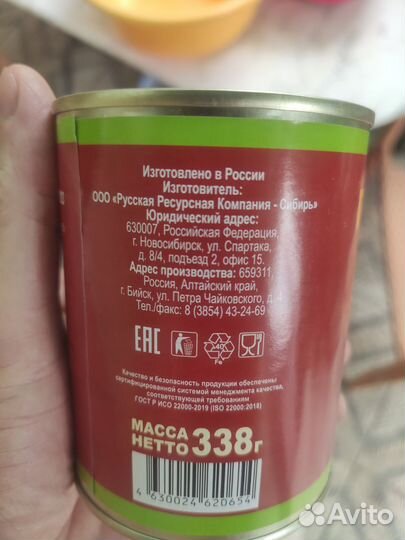 Изготовлено в России
Изготовитель:
ООО «Русская Ресурсная Компания - Сибирь»
Юридический адрес:
630007, Российская Федерация,
г. Новосибирск, ул. Спартака,
д. 8/4, подъезд 2, офис 15.
Адрес производства: 659311,
Россия, Алтайский край,
г. Бийск, ул. Петра Чайковского, д.
Тел./факс: 8 (3854) 43-24-69
ЕАС
40
Fe
Качество и безопасность продукции обеспечены
сертифицированной системой менеджмента качества,
соответствующей требованиям
ГОСТ Р ИСО 22000-2019 (ISO 22000:2018)
МАССА
НЕТТО 338г
4 630024 620654
Avito